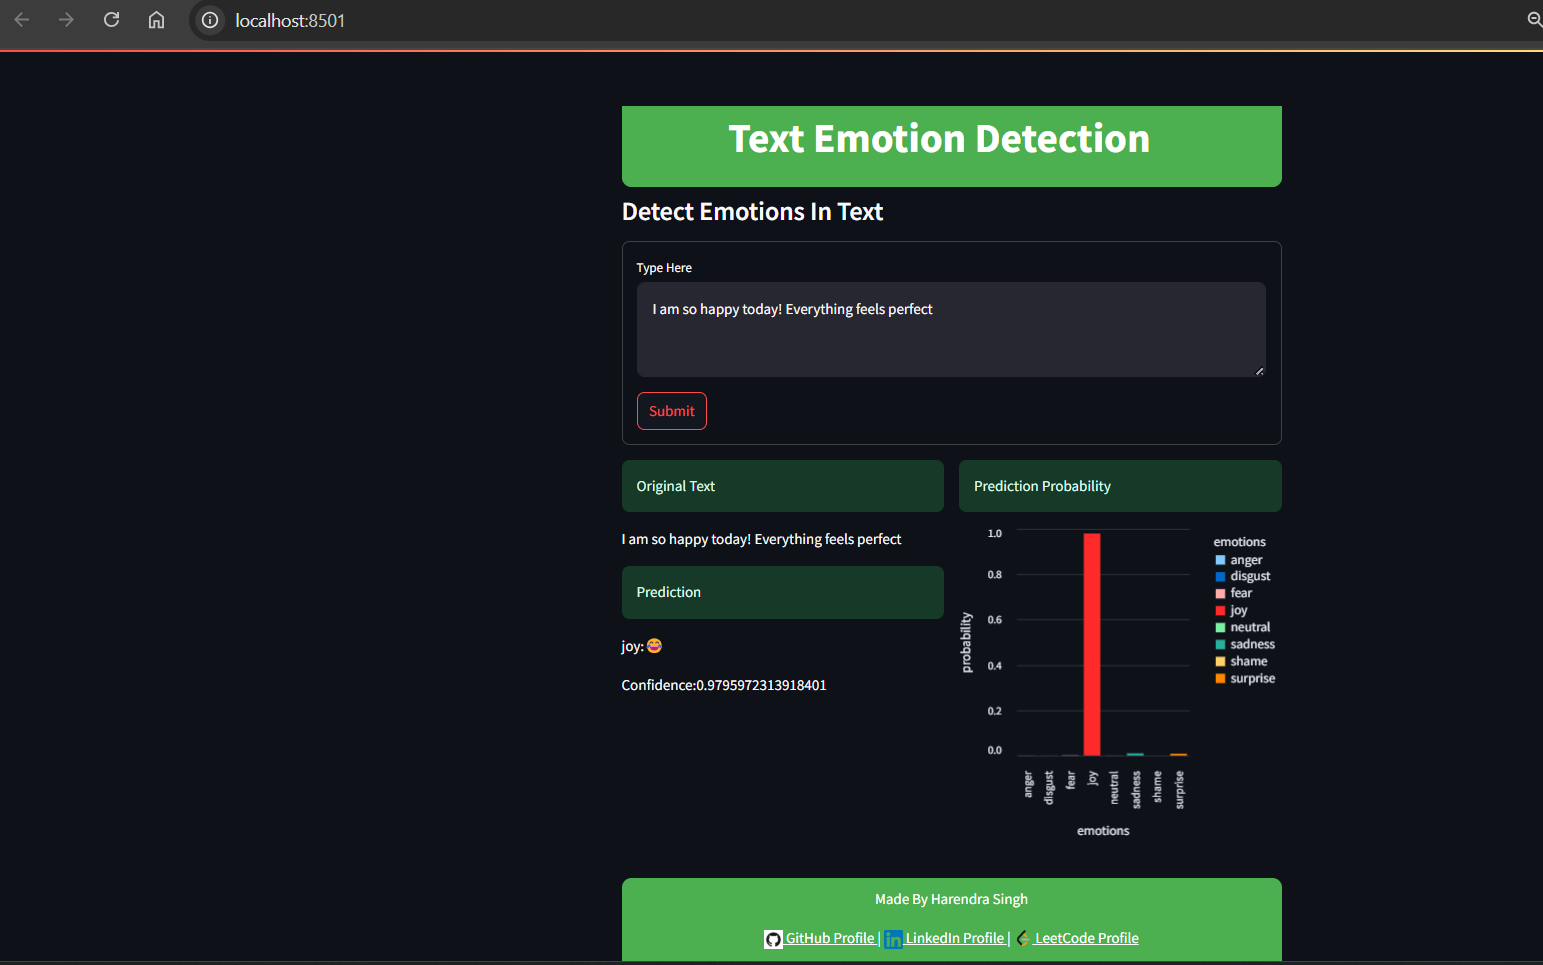 localhost:8501
Text Emotion Detection
Detect Emotions In Text
Type Here
I am so happy today! Everything feels perfect
Submit
Original Text
I am so happy today! Everything feels perfect
Prediction
joy: 😂
Confidence:0.9795972313918401
Prediction Probability
1.0
0.8
0.6
0.4
0.2
0.0
probability
anger
disgust
fear
joy
neutral
sadness
shame
surprise
emotions
emotions
anger
disgust
fear
joy
neutral
sadness
shame
surprise
Made By Harendra Singh
GitHub Profile | in LinkedIn Profile | LeetCode Profile